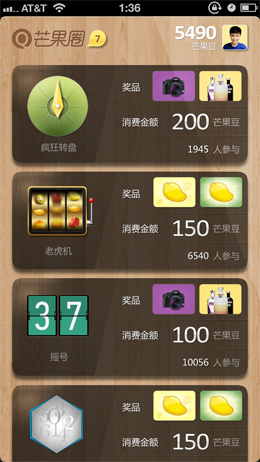 AT&T 1:36
芒果圈 7
5490
芒果豆
奖品
消费金额 200 芒果豆
疯狂转盘
1945 人参与
奖品
消费金额 150 芒果豆
老虎机
6540 人参与
奖品
37
消费金额 100 芒果豆
摇号
10056 人参与
奖品
消费金额 150 芒果豆